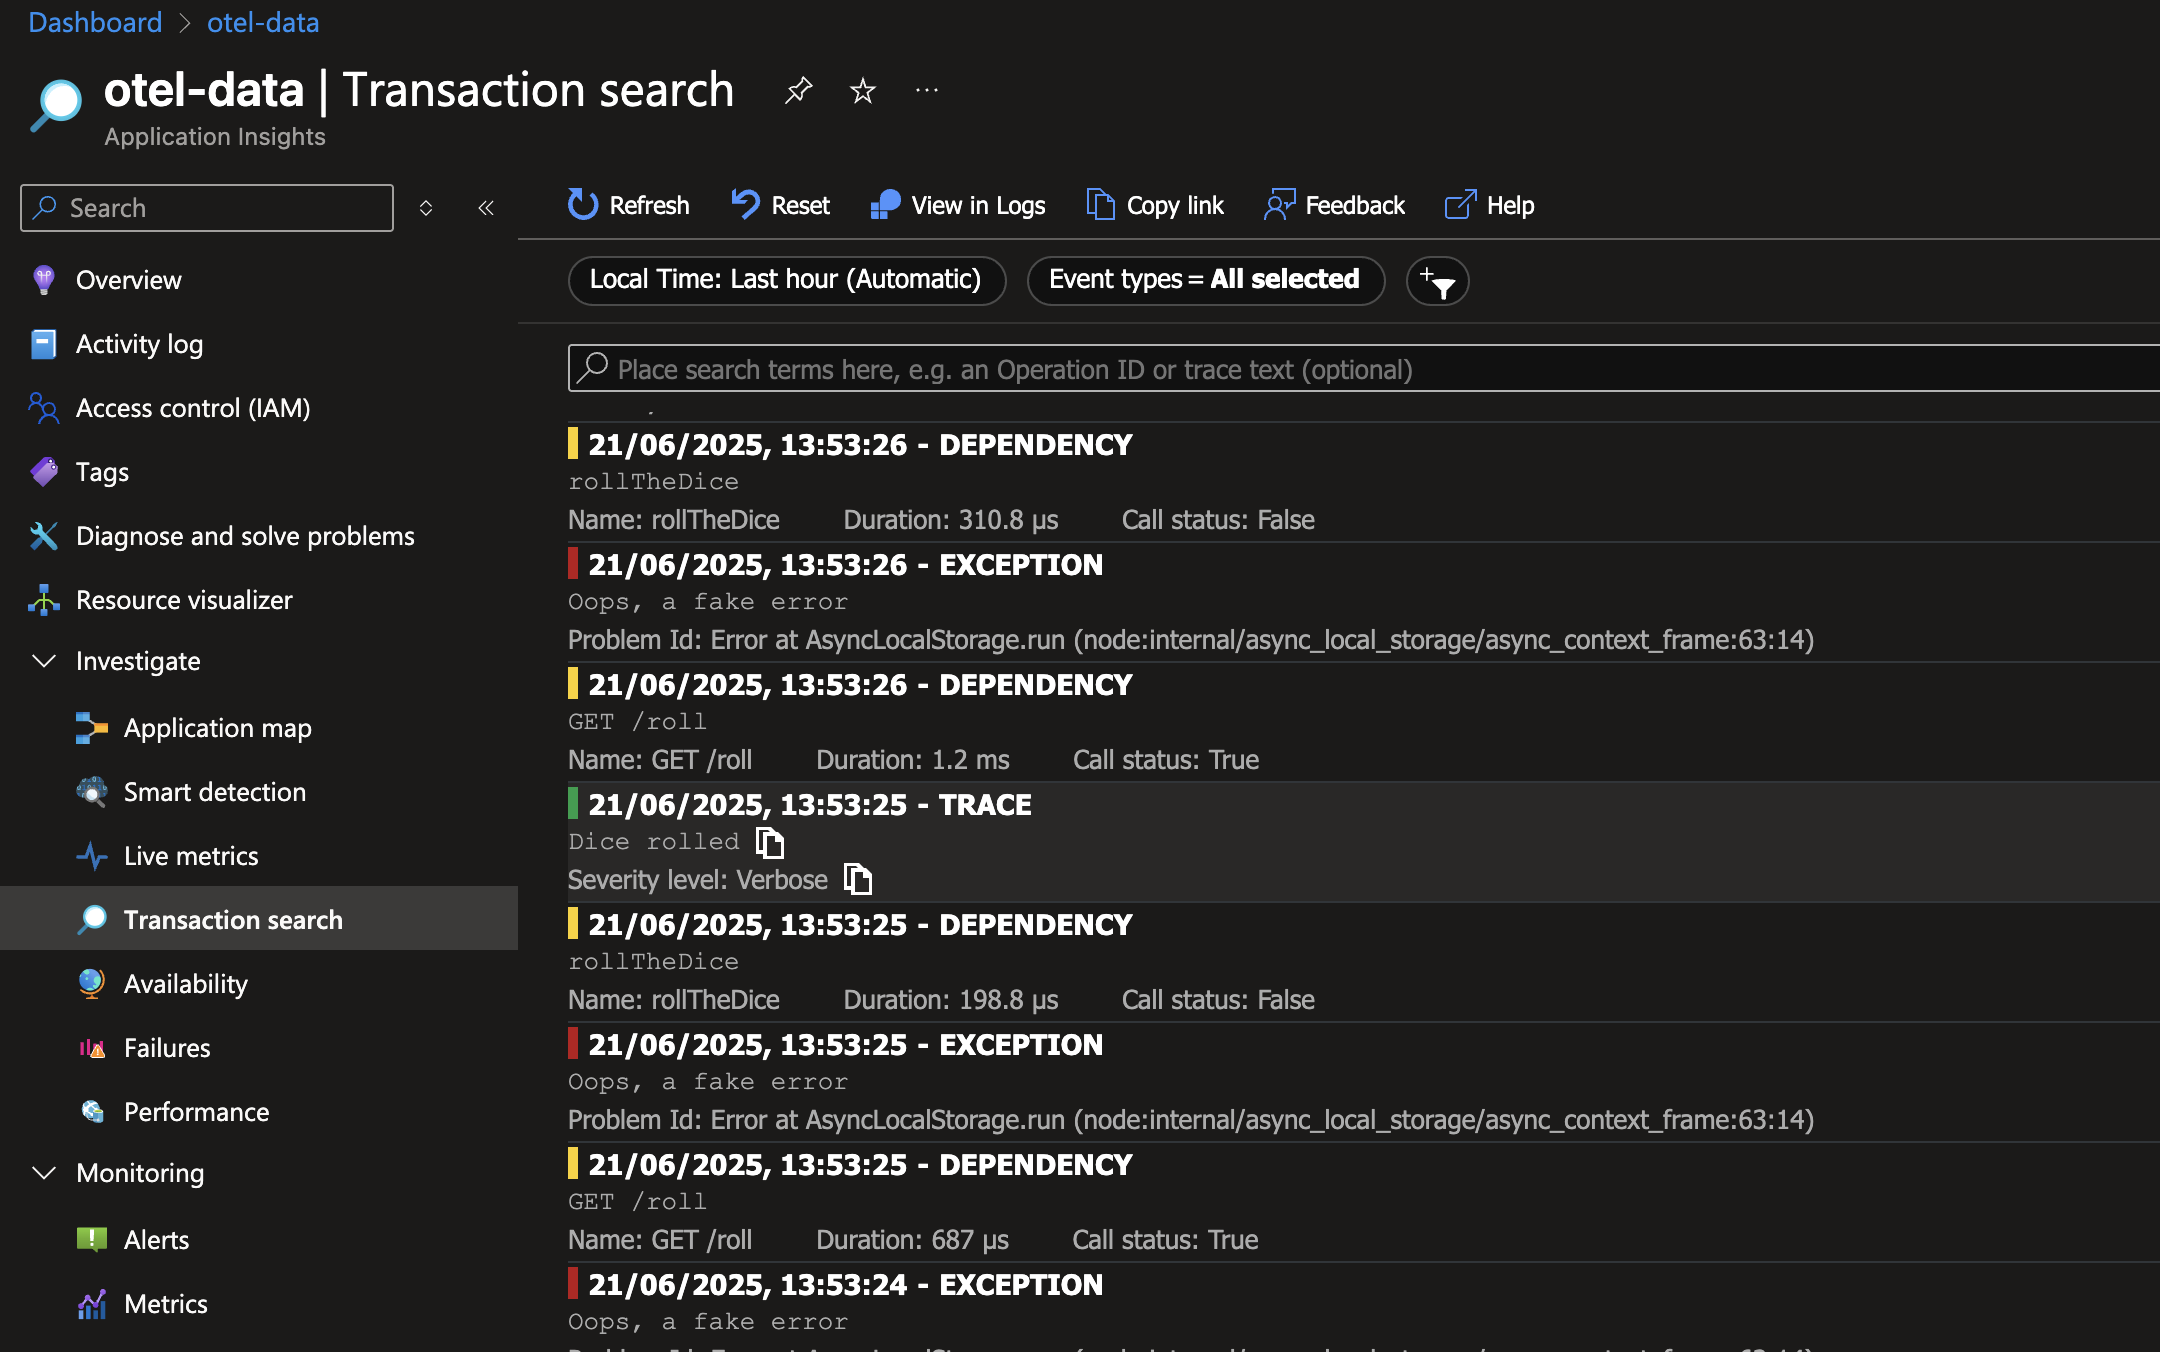 Dashboard > otel-data
otel-data | Transaction search
Application Insights
Search
Refresh Reset View in Logs Copy link Feedback Help
Local Time: Last hour (Automatic) Event types = All selected
Place search terms here, e.g. an Operation ID or trace text (optional)
Overview
Activity log
Access control (IAM)
Tags
Diagnose and solve problems
Resource visualizer
Investigate
Application map
Smart detection
Live metrics
Transaction search
Availability
Failures
Performance
Monitoring
Alerts
Metrics
21/06/2025, 13:53:26 - DEPENDENCY
rollTheDice
Name: rollTheDice Duration: 310.8 µs Call status: False
21/06/2025, 13:53:26 - EXCEPTION
Oops, a fake error
Problem Id: Error at AsyncLocalStorage.run (node:internal/async_local_storage/async_context_frame:63:14)
21/06/2025, 13:53:26 - DEPENDENCY
GET /roll
Name: GET /roll Duration: 1.2 ms Call status: True
21/06/2025, 13:53:25 - TRACE
Dice rolled
Severity level: Verbose
21/06/2025, 13:53:25 - DEPENDENCY
rollTheDice
Name: rollTheDice Duration: 198.8 µs Call status: False
21/06/2025, 13:53:25 - EXCEPTION
Oops, a fake error
Problem Id: Error at AsyncLocalStorage.run (node:internal/async_local_storage/async_context_frame:63:14)
21/06/2025, 13:53:25 - DEPENDENCY
GET /roll
Name: GET /roll Duration: 687 µs Call status: True
21/06/2025, 13:53:24 - EXCEPTION
Oops, a fake error